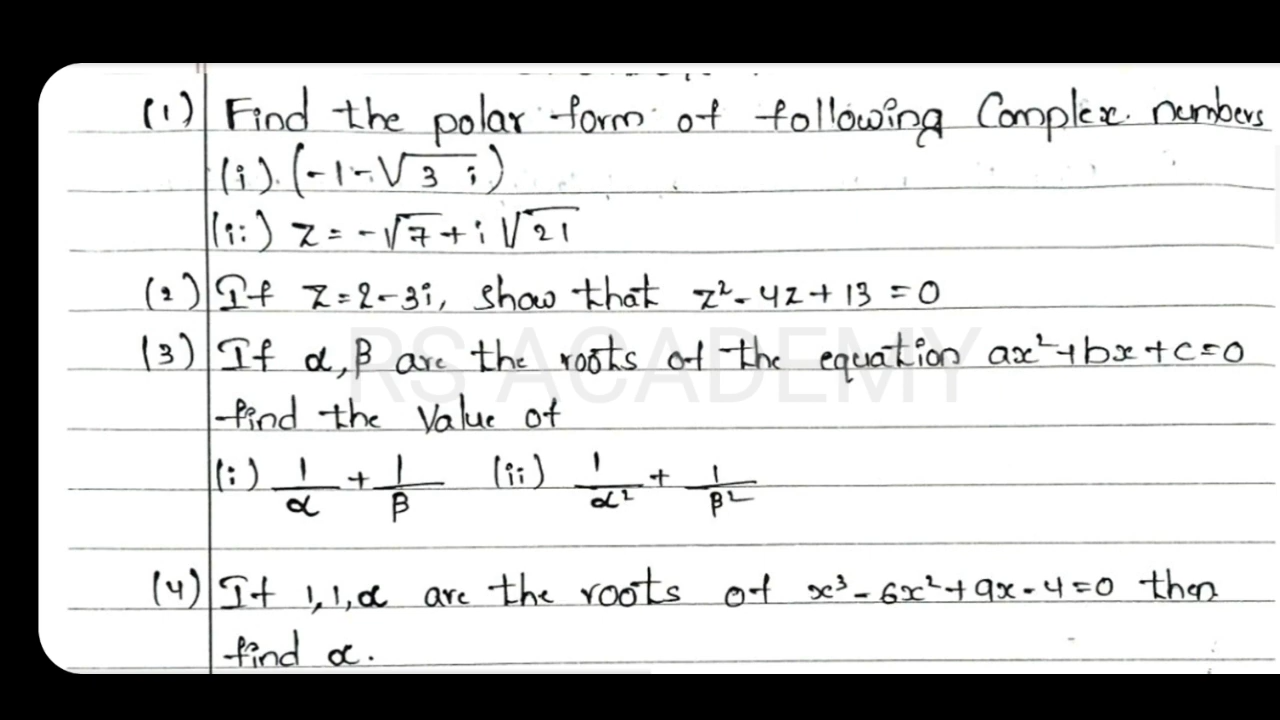 (1) Find the polar form of following Complex numbers
(i) (-1-√3 i)
(ii) z = -√7 + i√21
(2) If z = 2-3i, show that z² - 4z + 13 = 0
(3) If α, β are the roots of the equation ax²+bx+c=0
find the value of
(i) 1/α + 1/β (ii) 1/α² + 1/β²
(4) If 1, 1, α are the roots of x³ - 6x² + 9x - 4 = 0 then
find α.
RS ACADEMY